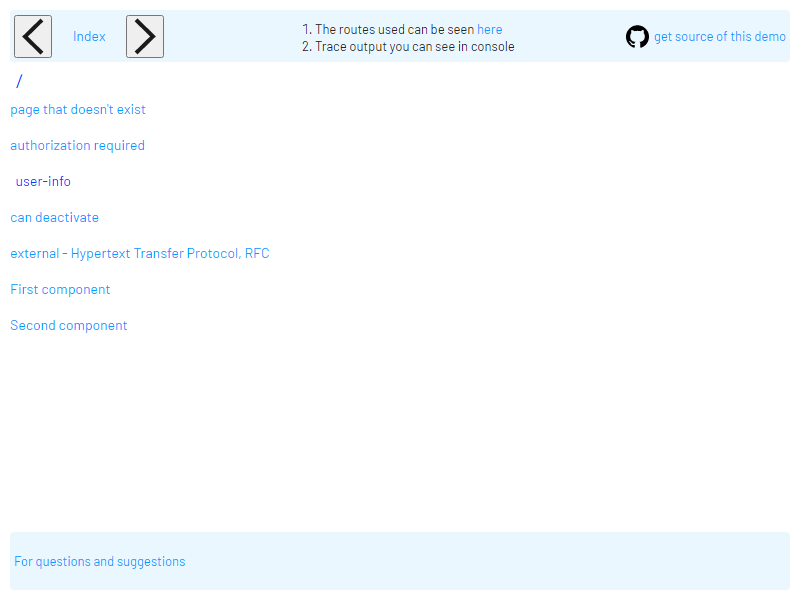 Index
1. The routes used can be seen here
2. Trace output you can see in console
get source of this demo
/
page that doesn't exist
authorization required
user-info
can deactivate
external - Hypertext Transfer Protocol, RFC
First component
Second component
For questions and suggestions